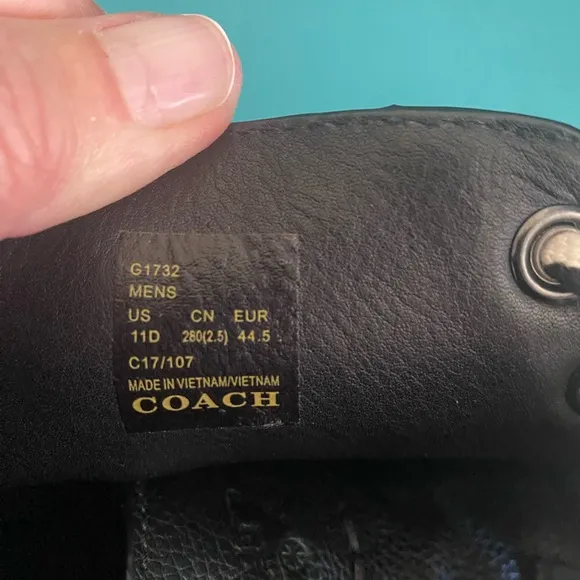 G1732
MENS
US CN EUR
11D 280(2.5) 44.5
C17/107
MADE IN VIETNAM/VIETNAM
COACH